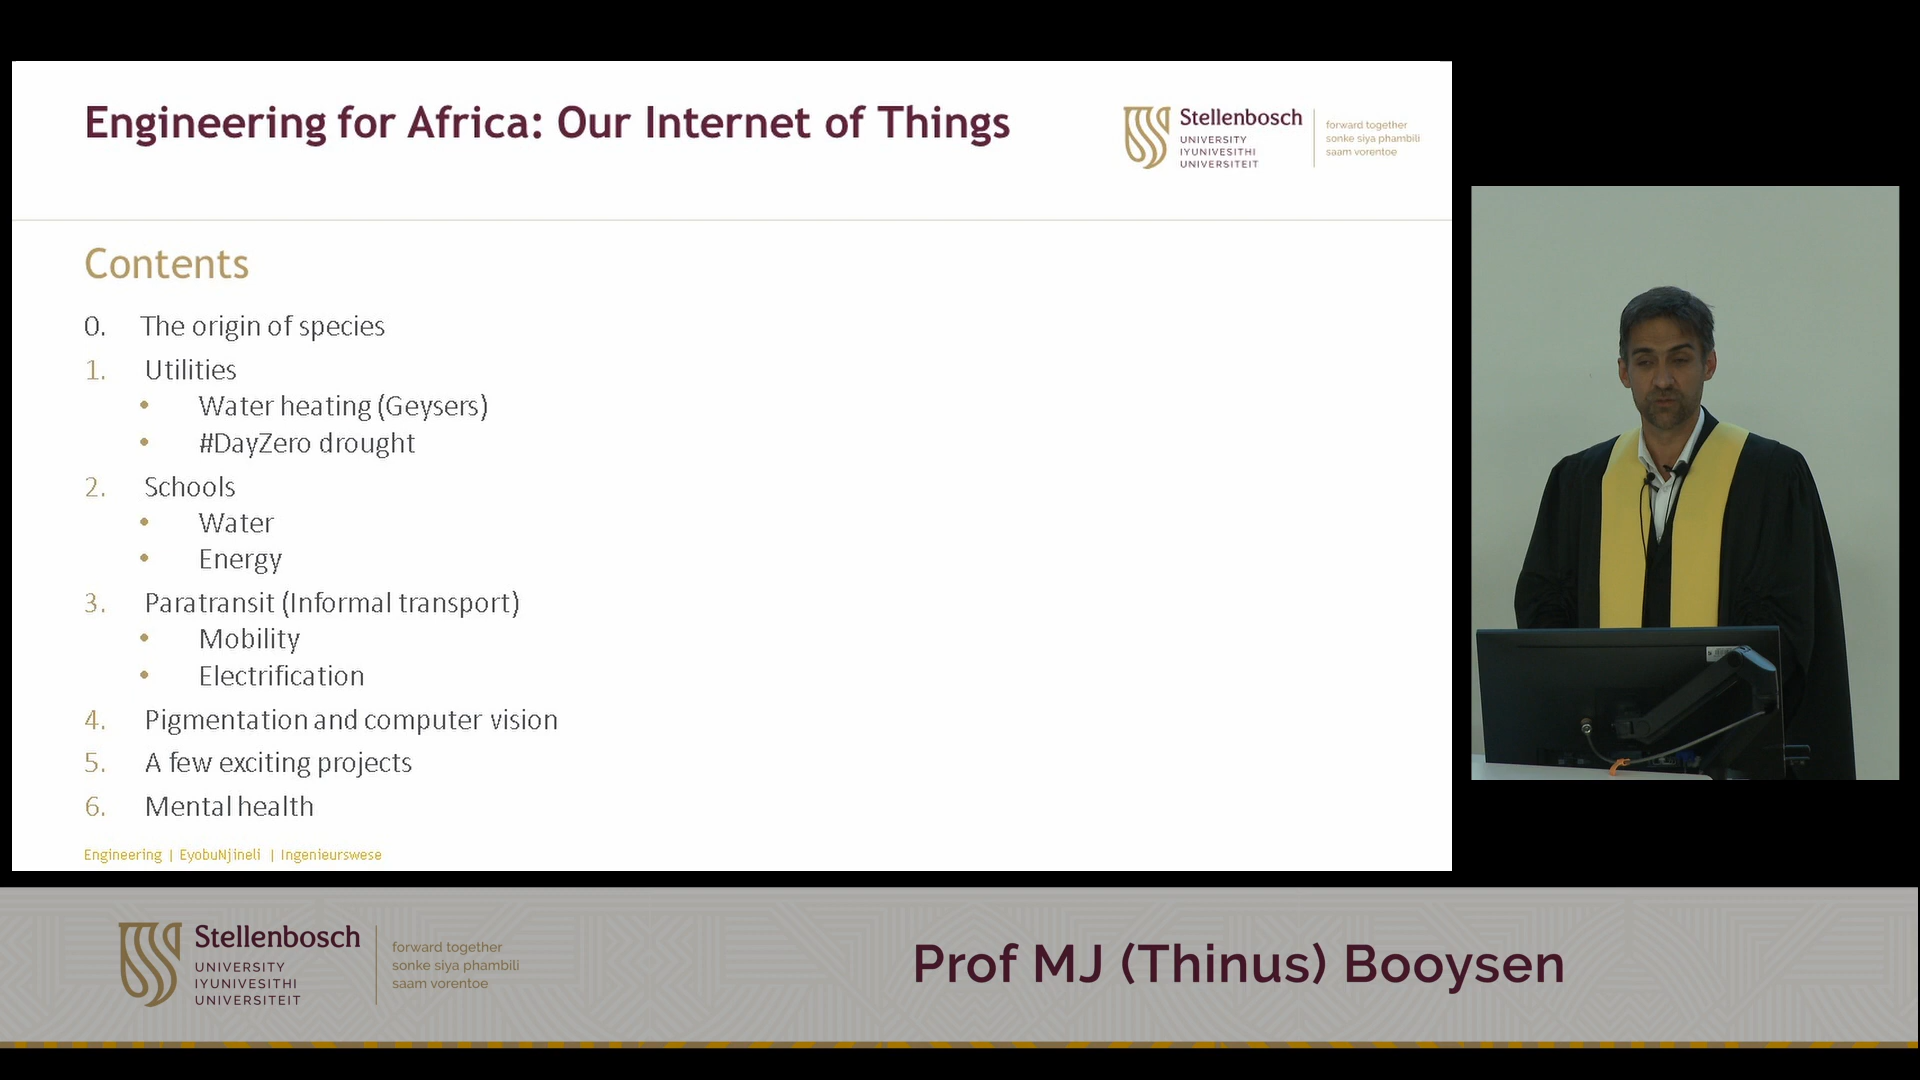 Engineering for Africa: Our Internet of Things
Stellenbosch
UNIVERSITY
IYUNIVESITHI
UNIVERSITEIT
forward together
sonke siya phambili
saam vorentoe
Contents
0. The origin of species
1. Utilities
• Water heating (Geysers)
• #DayZero drought
2. Schools
• Water
• Energy
3. Paratransit (Informal transport)
• Mobility
• Electrification
4. Pigmentation and computer vision
5. A few exciting projects
6. Mental health
Engineering | EyobuNjineli | Ingenieurswese
Stellenbosch
UNIVERSITY
IYUNIVESITHI
UNIVERSITEIT
forward together
sonke siya phambili
saam vorentoe
Prof MJ (Thinus) Booysen